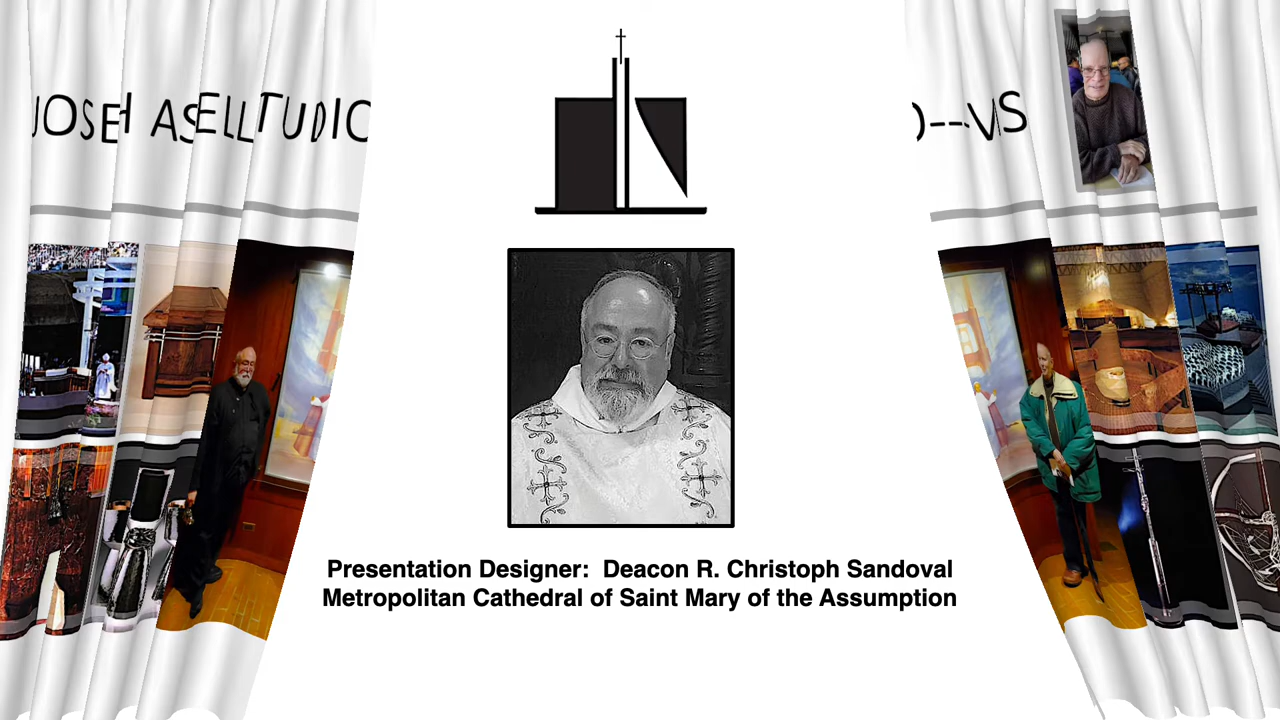 Presentation Designer:  Deacon R. Christoph Sandoval
Metropolitan Cathedral of Saint Mary of the Assumption